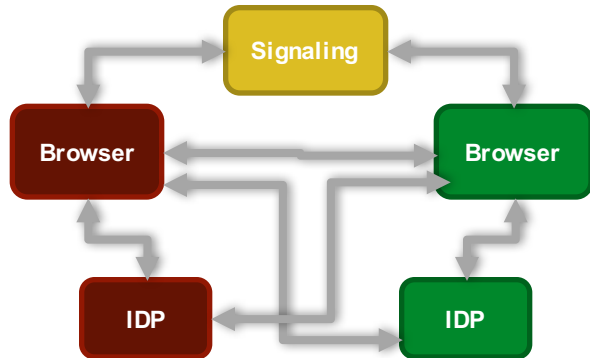 Signaling
Browser
Browser
IDP
IDP